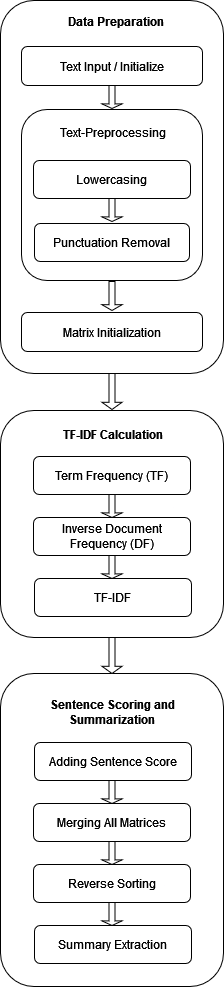 Data Preparation
Text Input / Initialize
Text-Preprocessing
Lowercasing
Punctuation Removal
Matrix Initialization
TF-IDF Calculation
Term Frequency (TF)
Inverse Document
Frequency (DF)
TF-IDF
Sentence Scoring and
Summarization
Adding Sentence Score
Merging All Matrices
Reverse Sorting
Summary Extraction